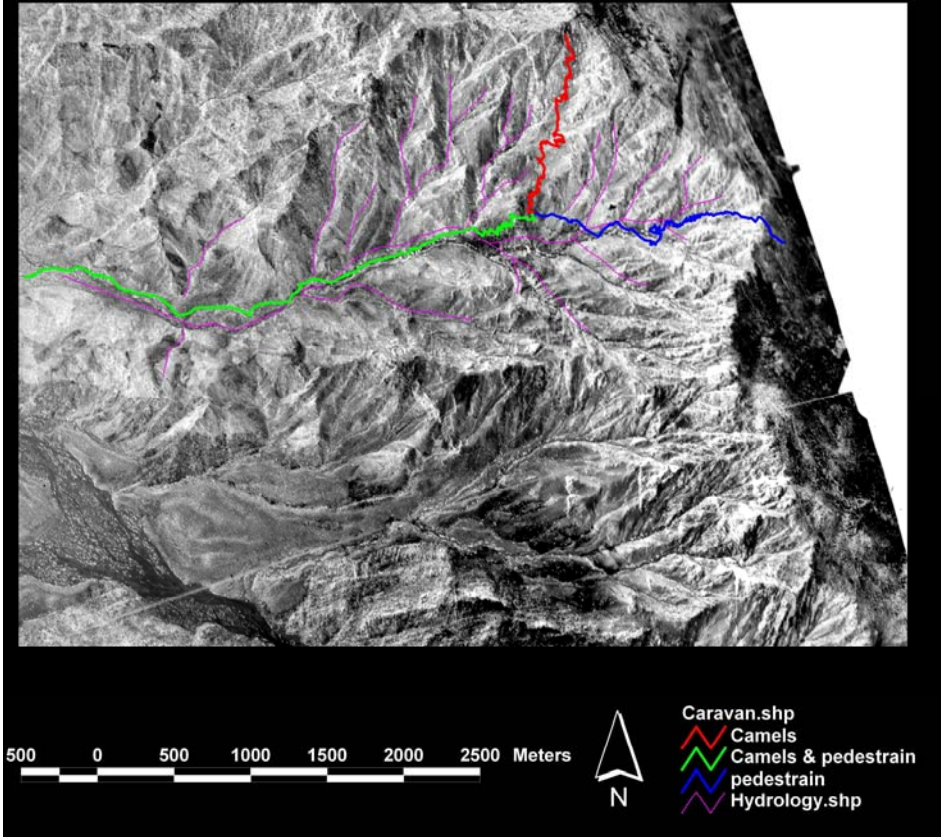 500 0 500 1000 1500 2000 2500 Meters
N
Caravan.shp
Camels
Camels & pedestrain
pedestrain
Hydrology.shp